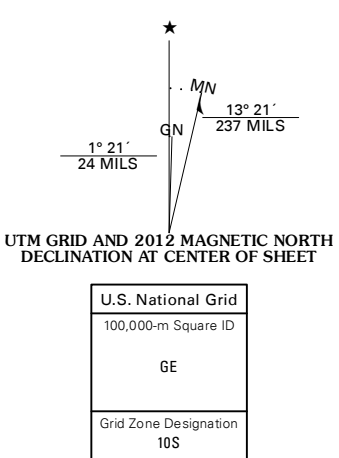 ★
MN
GN
13° 21´
237 MILS
1° 21´
24 MILS
UTM GRID AND 2012 MAGNETIC NORTH
DECLINATION AT CENTER OF SHEET
U.S. National Grid
100,000-m Square ID
GE
Grid Zone Designation
10S